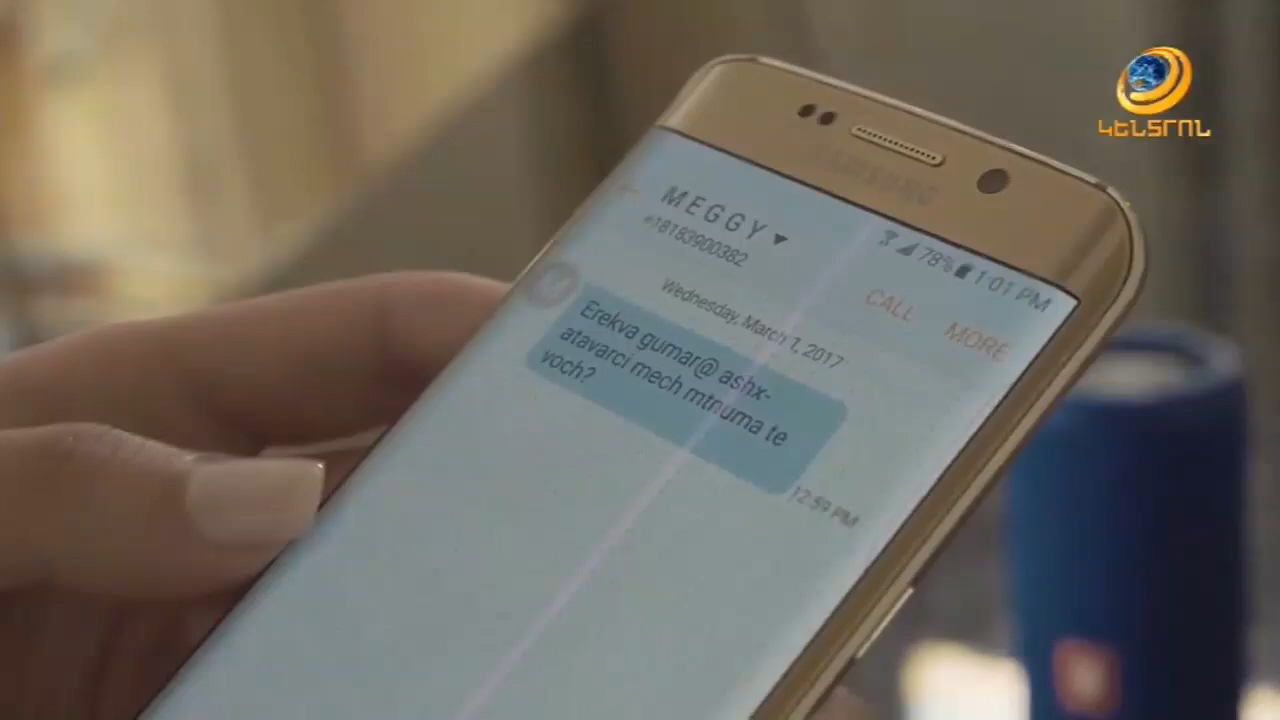 ԿԵՆՏՐՈՆ
SAMSUNG
78% 1:01 PM
MEGGY
+18183900382
CALL MORE
Wednesday, March 1, 2017
Erekva gumar@ ashx-
atavarci mech mtnuma te
voch?
12:59 PM